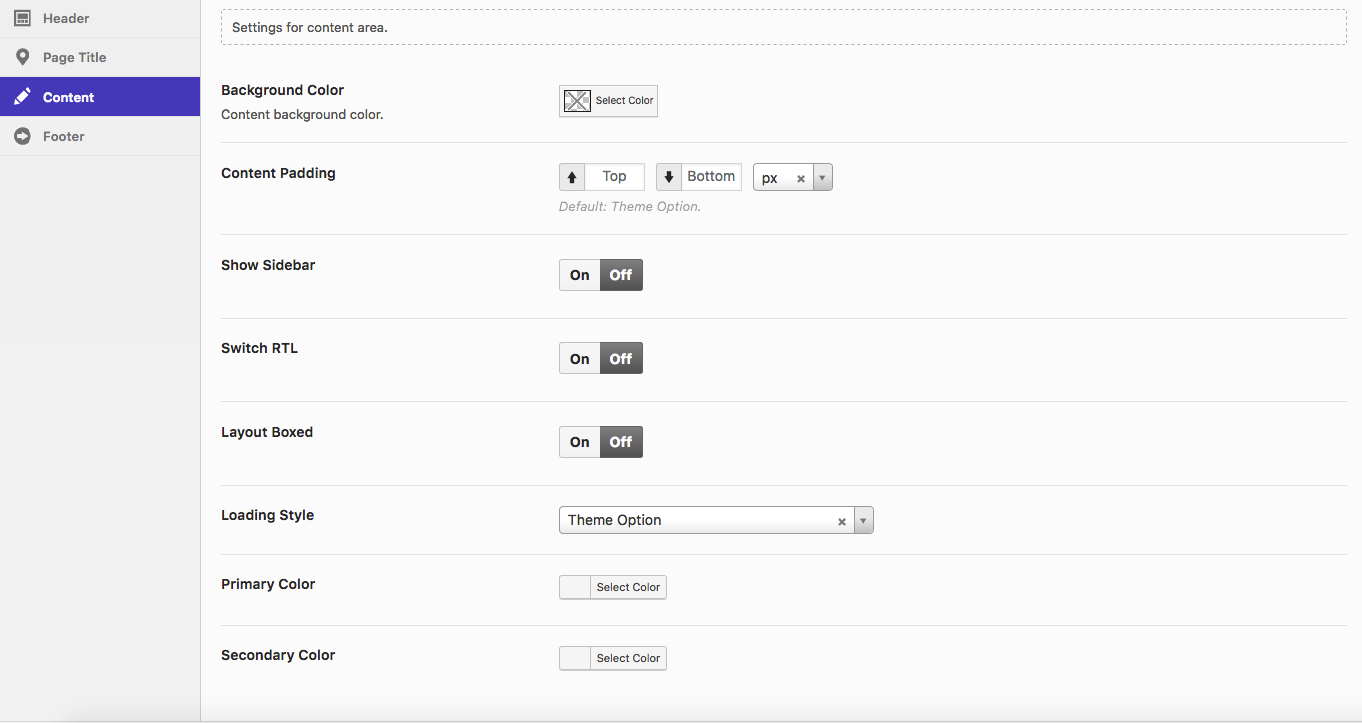 Header
Page Title
Content
Footer
Settings for content area.
Background Color
Content background color.
Select Color
Content Padding
Top Bottom px
Default: Theme Option.
Show Sidebar
On Off
Switch RTL
On Off
Layout Boxed
On Off
Loading Style
Theme Option
Primary Color
Select Color
Secondary Color
Select Color